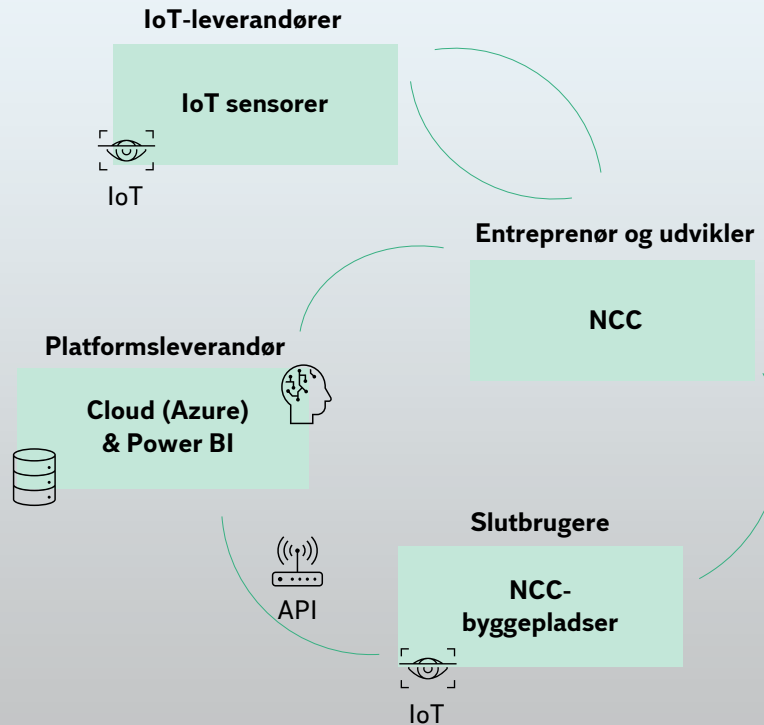 IoT-leverandører
IoT sensorer
IoT
Entreprenør og udvikler
NCC
Platformsleverandør
Cloud (Azure)
& Power BI
Slutbrugere
API
NCC-
byggepladser
IoT